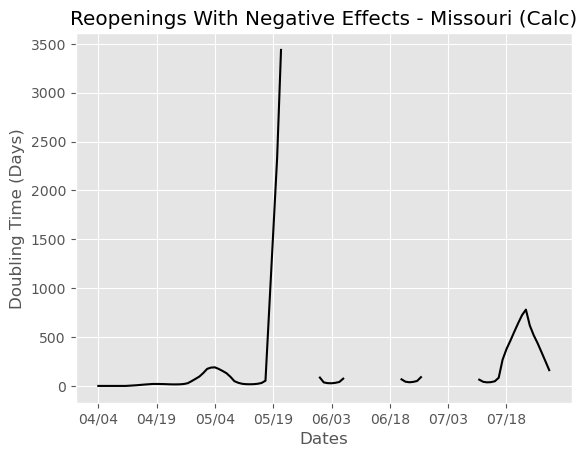 Reopenings With Negative Effects - Missouri (Calc)
3500
3000
2500
2000
1500
1000
500
0
Doubling Time (Days)
04/04 04/19 05/04 05/19 06/03 06/18 07/03 07/18
Dates